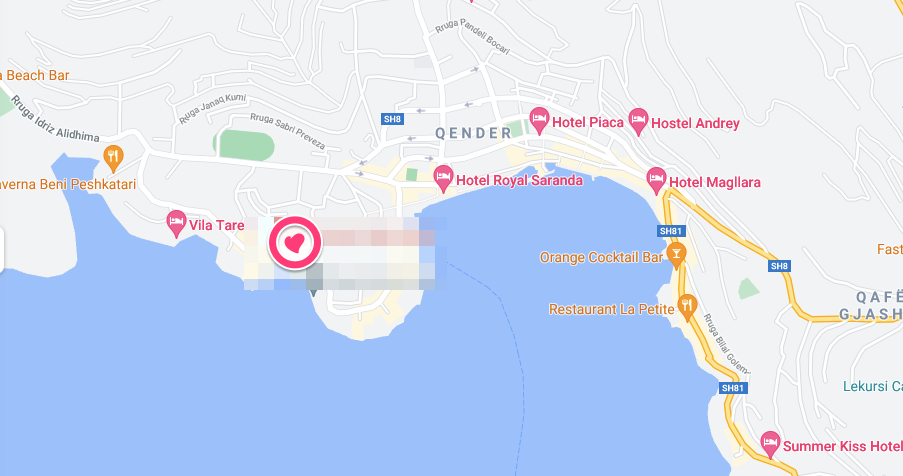 Rruga Pandeli Bocari
a Beach Bar
Rruga Janaq Kumi
Rruga Idriz Alidhima
Rruga Sabri Preveza
SH8
QENDER
Hotel Piaca
Hostel Andrey
averna Beni Peshkatari
Hotel Royal Saranda
Hotel Magllara
Vila Tare
SH81
Orange Cocktail Bar
Fast
SH8
QAFË
GJASH
Restaurant La Petite
Rruga Bilal Golemi
SH81
Lekursi Ca
Summer Kiss Hotel